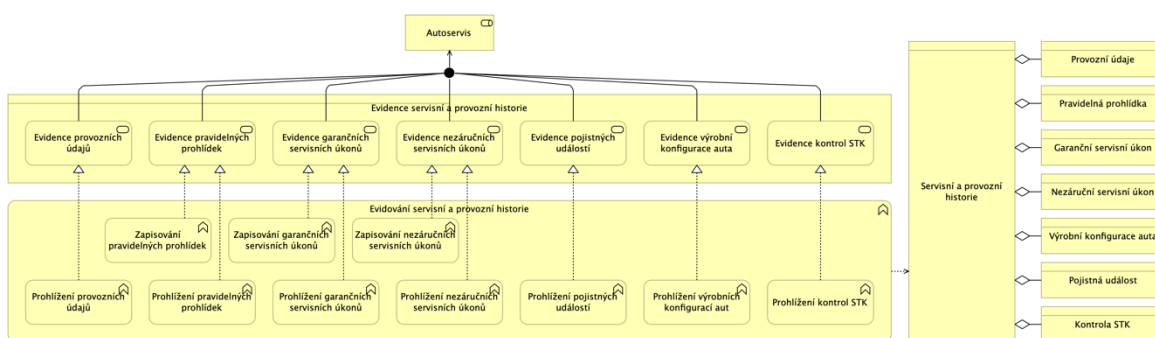 Autoservis
Evidence servisní a provozní historie
Evidence provozních
údajů
Evidence pravidelných
prohlídek
Evidence garančních
servisních úkonů
Evidence nezáručních
servisních úkonů
Evidence pojistných
událostí
Evidence výrobní
konfigurace auta
Evidence kontrol STK
Evidování servisní a provozní historie
Zapisování
pravidelných prohlídek
Zapisování garančních
servisních úkonů
Zapisování nezáručních
servisních úkonů
Prohlížení provozních
údajů
Prohlížení pravidelných
prohlídek
Prohlížení garančních
servisních úkonů
Prohlížení nezáručních
servisních úkonů
Prohlížení pojistných
událostí
Prohlížení výrobních
konfigurací aut
Prohlížení kontrol STK
Servisní a provozní
historie
Provozní údaje
Pravidelná prohlídka
Garanční servisní úkon
Nezáruční servisní úkon
Výrobní konfigurace auta
Pojistná událost
Kontrola STK